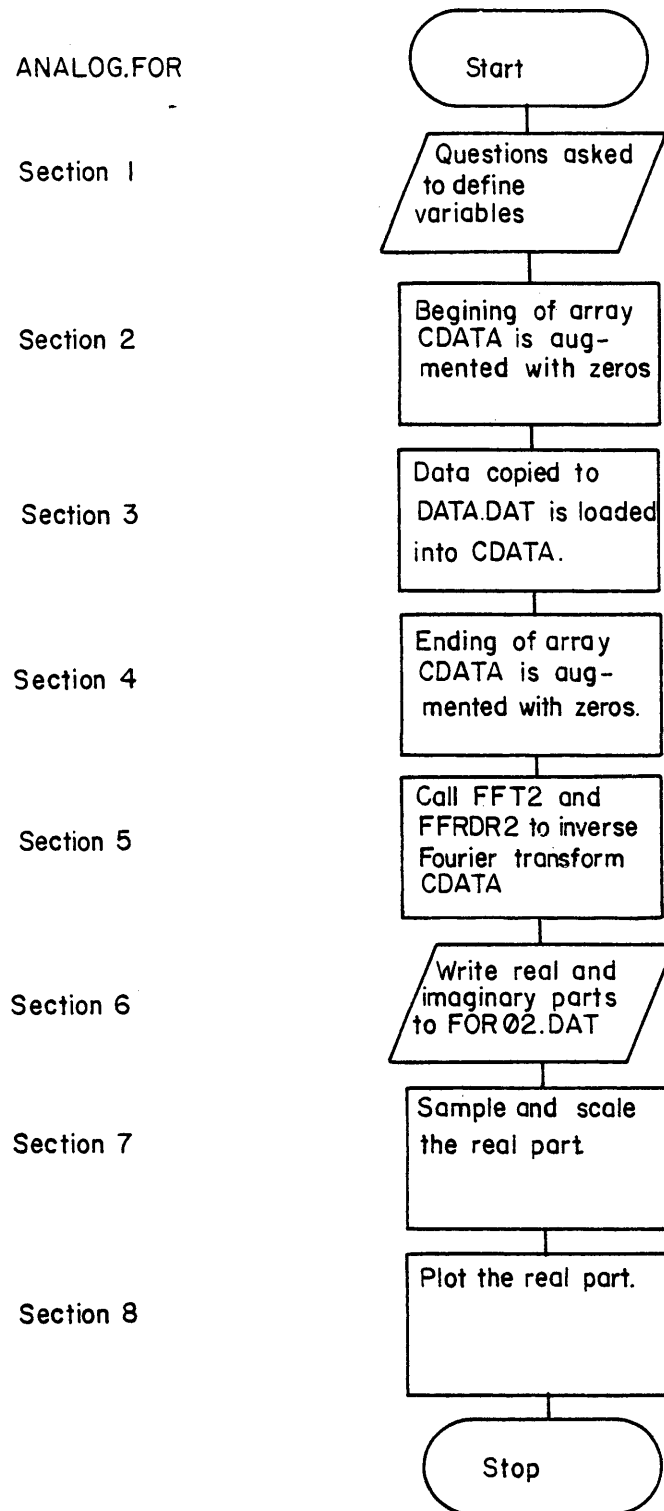 ANALOG.FOR
Start
Section 1
Questions asked
to define
variables
Section 2
Begining of array
CDATA is aug-
mented with zeros
Section 3
Data copied to
DATA.DAT is loaded
into CDATA.
Section 4
Ending of array
CDATA is aug-
mented with zeros.
Section 5
Call FFT2 and
FFRDR2 to inverse
Fourier transform
CDATA
Section 6
Write real and
imaginary parts
to FOR02.DAT
Section 7
Sample and scale
the real part
Section 8
Plot the real part.
Stop